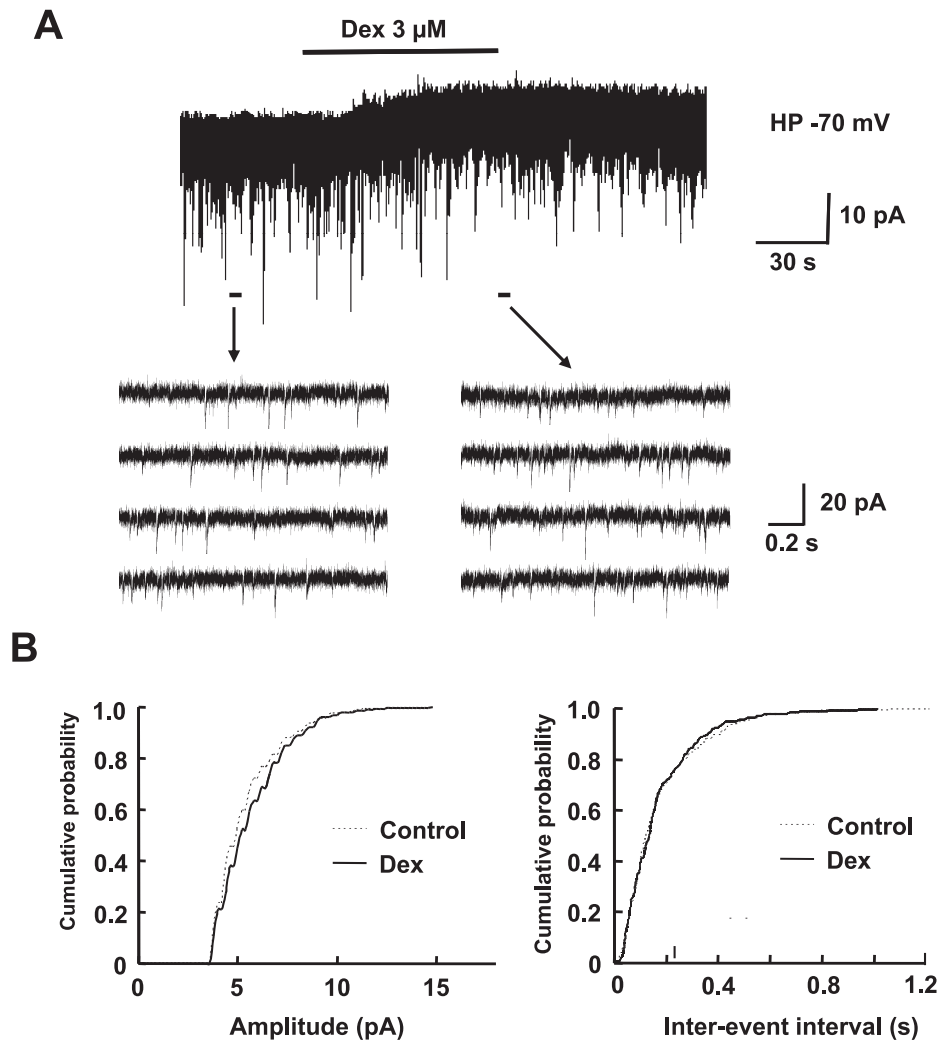 A
Dex 3 µM
HP -70 mV
10 pA
30 s
20 pA
0.2 s
B
Cumulative probability
1.0
0.8
0.6
0.4
0.2
0
Control
Dex
0 5 10 15
Amplitude (pA)
Cumulative probability
1.0
0.8
0.6
0.4
0.2
0
Control
Dex
0 0.4 0.8 1.2
Inter-event interval (s)